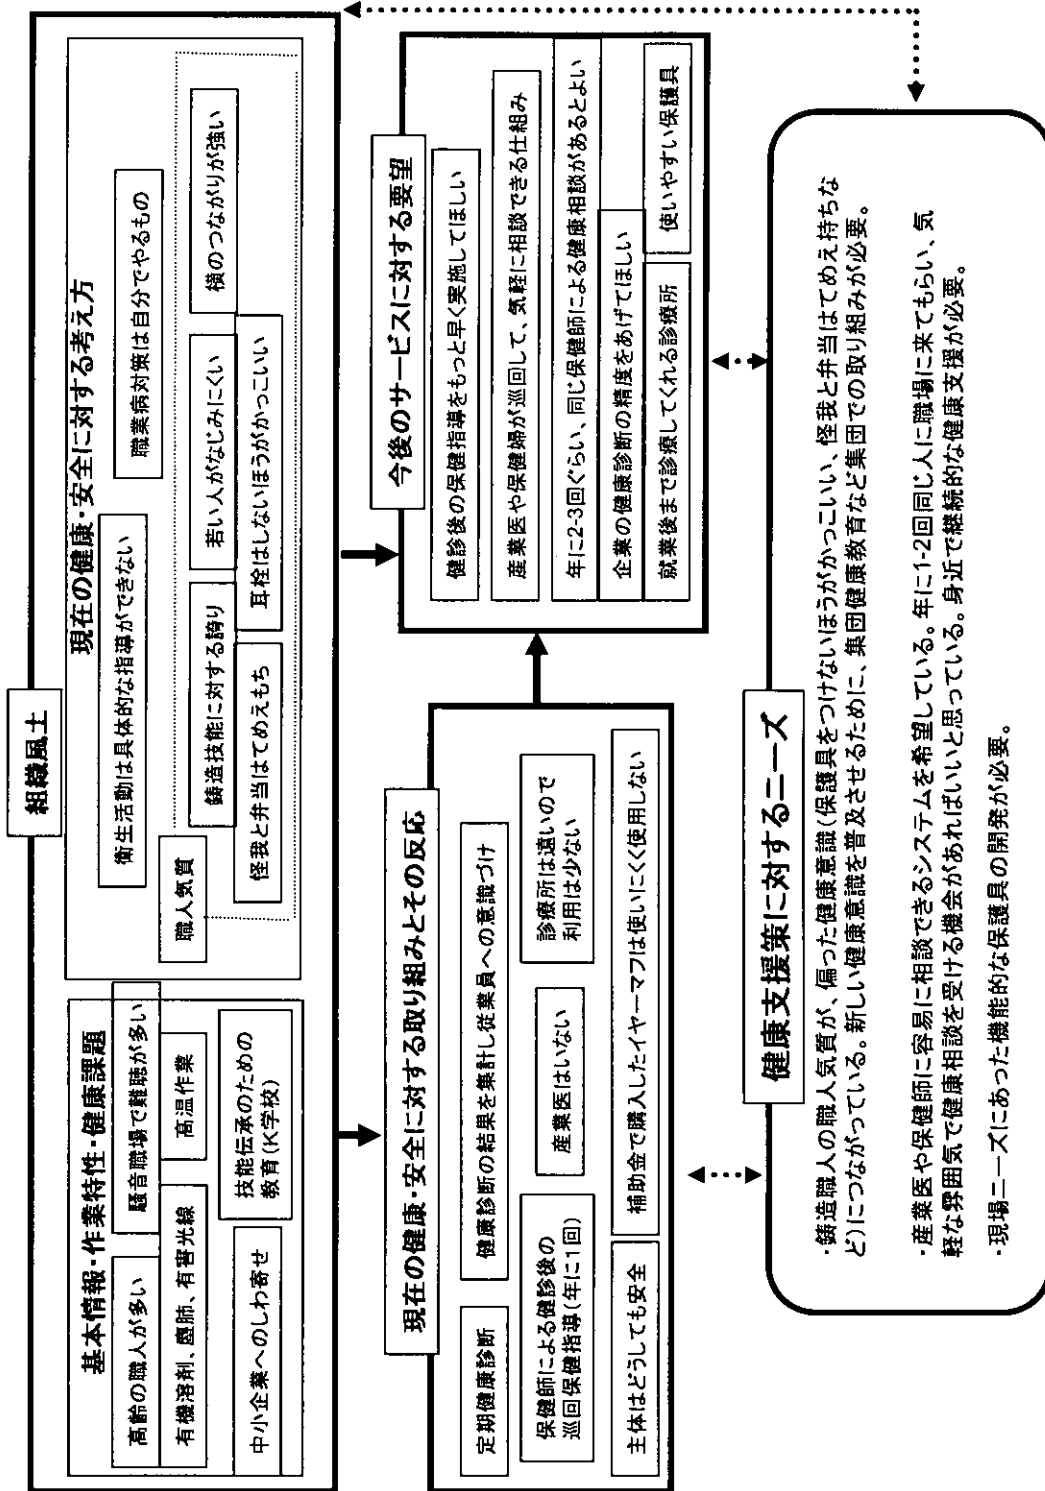 組織風土
基本情報・作業特性・健康課題
高齢の職人が多い
騒音職場で難聴が多い
有機溶剤、塵肺、有害光線
高温作業
中小企業へのしわ寄せ
技能伝承のための
教育(K学校)
現在の健康・安全に対する考え方
衛生活動は具体的な指導ができない
職業病対策は自分でやるもの
職人気質
鋳造技能に対する誇り
若い人がなじみにくい
横のつながりが強い
怪我と弁当はてめえもち
耳栓はしないほうがかっこいい
現在の健康・安全に対する取り組みとその反応
定期健康診断
健康診断の結果を集計し従業員への意識づけ
保健師による健診後の
巡回保健指導(年に1回)
産業医はいない
診療所は遠いので
利用は少ない
主体はどうしても安全
補助金で購入したイヤーマフは使いにくく使用しない
今後のサービスに対する要望
健診後の保健指導をもっと早く実施してほしい
産業医や保健婦が巡回して、気軽に相談できる仕組み
年に2-3回ぐらい、同じ保健師による健康相談があるとよい
企業の健康診断の精度をあげてほしい
就業後まで診療してくれる診療所
使いやすい保護具
健康支援策に対するニーズ
・鋳造職人の職人気質が、偏った健康意識(保護具をつけないほうがかっこいい、怪我と弁当はてめえ持ちな
ど)につながっている。新しい健康意識を普及させるために、集団健康教育など集団での取り組みが必要。
・産業医や保健師に容易に相談できるシステムを希望している。年に1-2回同じ人に職場に来てもらい、気
軽な雰囲気で健康相談を受ける機会があればいいと思っている。身近で継続的な健康支援が必要。
・現場ニーズにあった機能的な保護具の開発が必要。